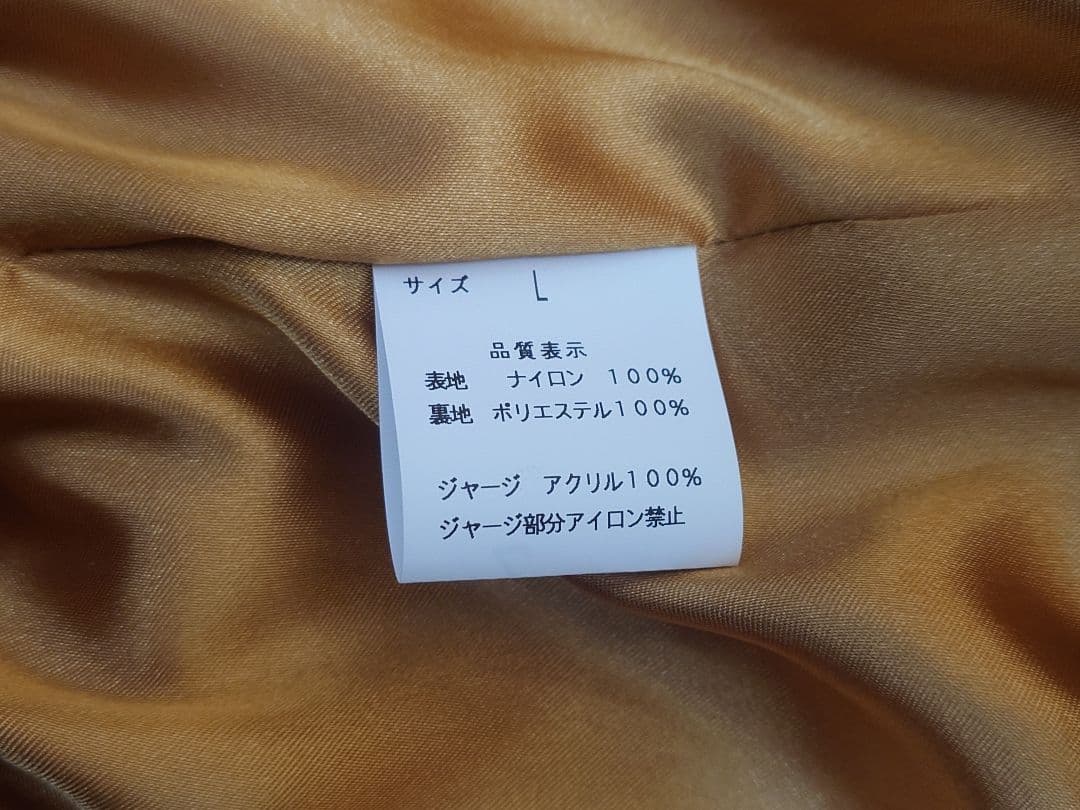 サイズ L
品質表示
表地 ナイロン 100%
裏地 ポリエステル100%
ジャージ アクリル100%
ジャージ部分アイロン禁止